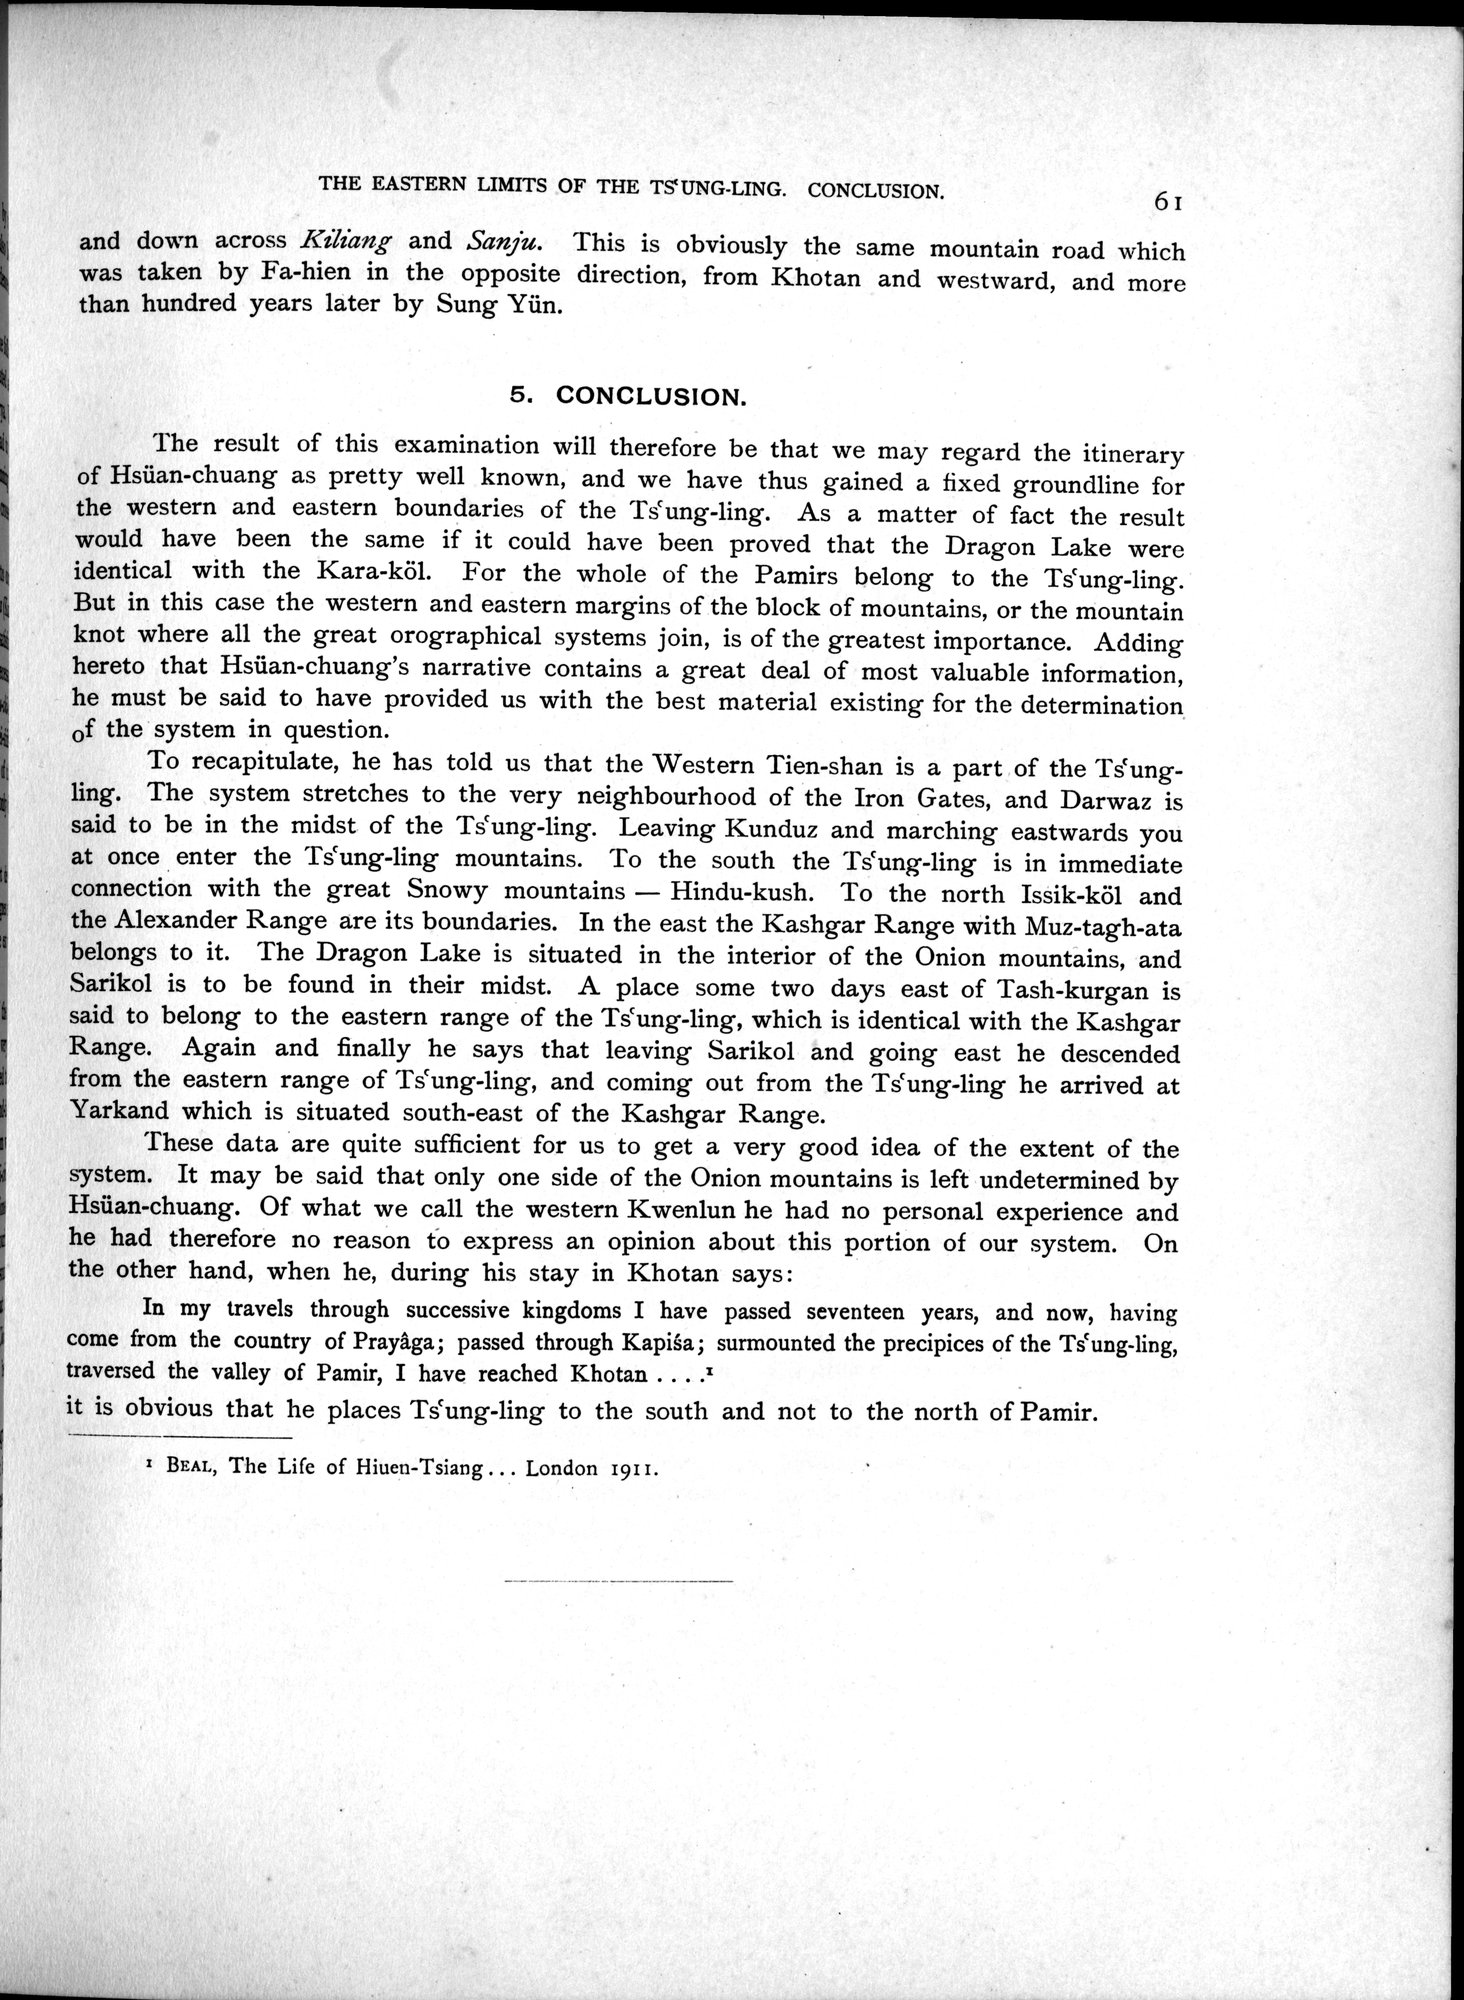 THE EASTERN LIMITS OF THE TSʿUNG-LING. CONCLUSION.
61
and down across Kiliang and Sanju. This is obviously the same mountain road which
was taken by Fa-hien in the opposite direction, from Khotan and westward, and more
than hundred years later by Sung Yün.
5. CONCLUSION.
The result of this examination will therefore be that we may regard the itinerary
of Hsüan-chuang as pretty well known, and we have thus gained a fixed groundline for
the western and eastern boundaries of the Tsʿung-ling. As a matter of fact the result
would have been the same if it could have been proved that the Dragon Lake were
identical with the Kara-köl. For the whole of the Pamirs belong to the Tsʿung-ling.
But in this case the western and eastern margins of the block of mountains, or the mountain
knot where all the great orographical systems join, is of the greatest importance. Adding
hereto that Hsüan-chuang's narrative contains a great deal of most valuable information,
he must be said to have provided us with the best material existing for the determination
of the system in question.
To recapitulate, he has told us that the Western Tien-shan is a part of the Tsʿung-
ling. The system stretches to the very neighbourhood of the Iron Gates, and Darwaz is
said to be in the midst of the Tsʿung-ling. Leaving Kunduz and marching eastwards you
at once enter the Tsʿung-ling mountains. To the south the Tsʿung-ling is in immediate
connection with the great Snowy mountains — Hindu-kush. To the north Issik-köl and
the Alexander Range are its boundaries. In the east the Kashgar Range with Muz-tagh-ata
belongs to it. The Dragon Lake is situated in the interior of the Onion mountains, and
Sarikol is to be found in their midst. A place some two days east of Tash-kurgan is
said to belong to the eastern range of the Tsʿung-ling, which is identical with the Kashgar
Range. Again and finally he says that leaving Sarikol and going east he descended
from the eastern range of Tsʿung-ling, and coming out from the Tsʿung-ling he arrived at
Yarkand which is situated south-east of the Kashgar Range.
These data are quite sufficient for us to get a very good idea of the extent of the
system. It may be said that only one side of the Onion mountains is left undetermined by
Hsüan-chuang. Of what we call the western Kwenlun he had no personal experience and
he had therefore no reason to express an opinion about this portion of our system. On
the other hand, when he, during his stay in Khotan says:
In my travels through successive kingdoms I have passed seventeen years, and now, having
come from the country of Prayâga; passed through Kapiśa; surmounted the precipices of the Tsʿung-ling,
traversed the valley of Pamir, I have reached Khotan . . . .¹
it is obvious that he places Tsʿung-ling to the south and not to the north of Pamir.
¹ BEAL, The Life of Hiuen-Tsiang... London 1911.